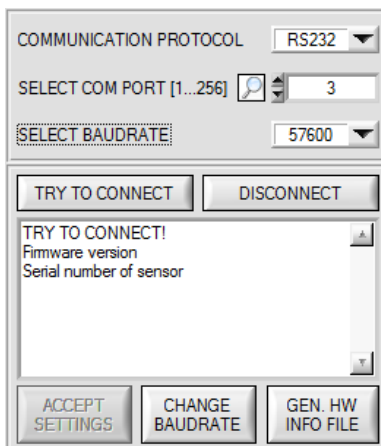 COMMUNICATION PROTOCOL RS232
SELECT COM PORT [1...256] 3
SELECT BAUDRATE 57600
TRY TO CONNECT DISCONNECT
TRY TO CONNECT!
Firmware version
Serial number of sensor
ACCEPT SETTINGS
CHANGE BAUDRATE
GEN. HW INFO FILE